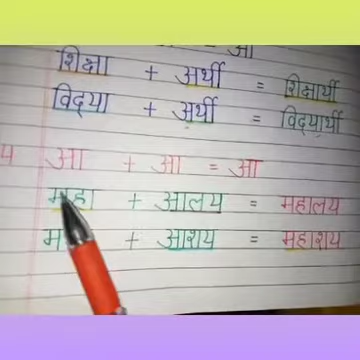 आ
शिक्षा + अर्थी = शिक्षार्थी
विद्या + अर्थी = विद्यार्थी
आ + आ = आ
महा + आलय = महालय
+ आशय = महाशय